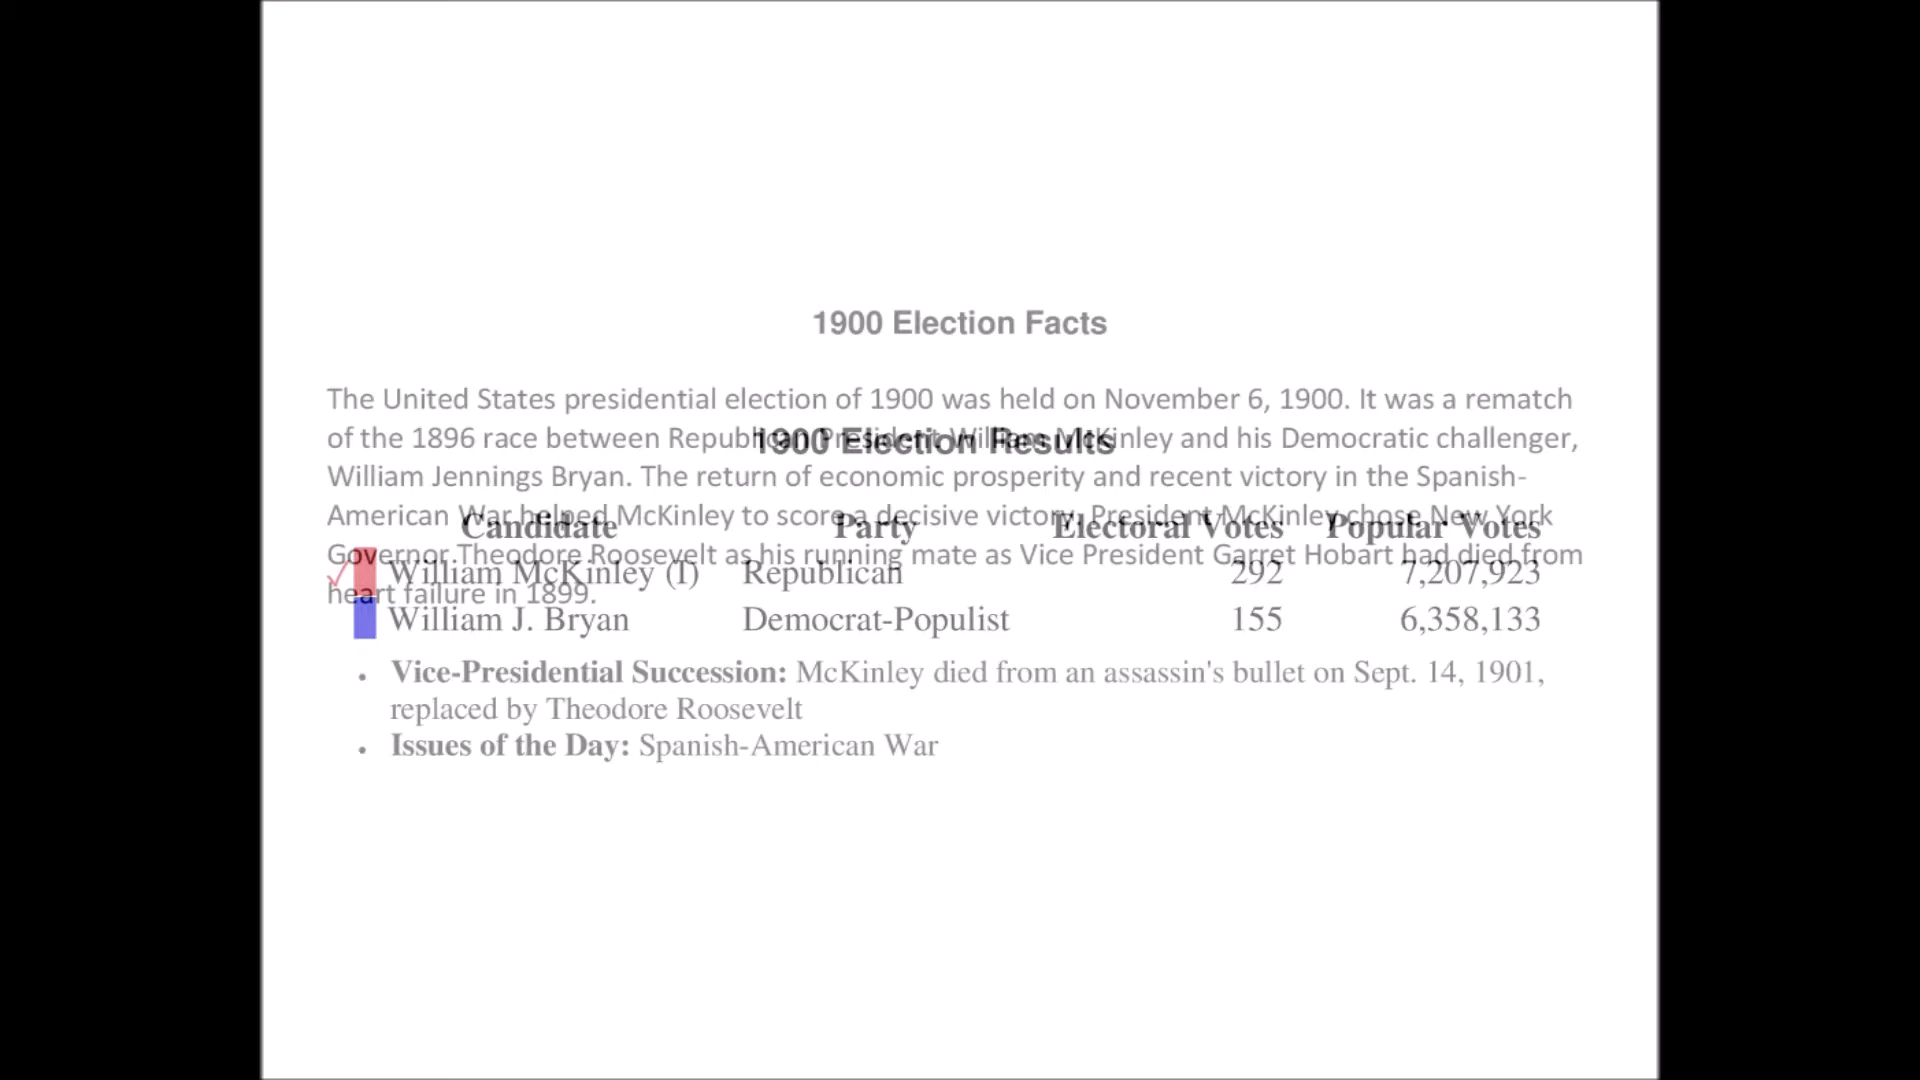 1900 Election Facts
The United States presidential election of 1900 was held on November 6, 1900. It was a rematch
of the 1896 race between Republican President William McKinley and his Democratic challenger,
William Jennings Bryan. The return of economic prosperity and recent victory in the Spanish-
American War helped McKinley to score a decisive victory. President McKinley chose New York
Governor Theodore Roosevelt as his running mate as Vice President Garret Hobart had died from
heart failure in 1899.
1900 Election Results
Candidate Party Electoral Votes Popular Votes
✓ William McKinley (I) Republican 292 7,207,923
William J. Bryan Democrat-Populist 155 6,358,133
• Vice-Presidential Succession: McKinley died from an assassin's bullet on Sept. 14, 1901,
replaced by Theodore Roosevelt
• Issues of the Day: Spanish-American War